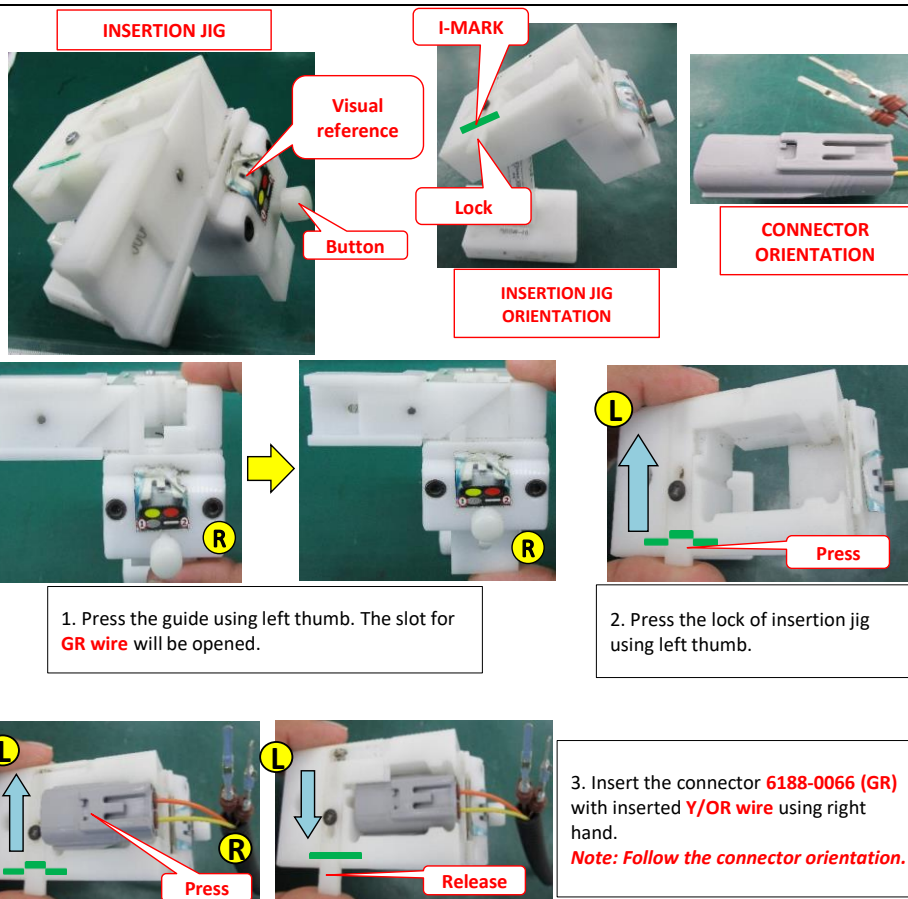 INSERTION JIG
I-MARK
Visual
reference
Lock
Button
INSERTION JIG
ORIENTATION
CONNECTOR
ORIENTATION
R
R
L
Press
1. Press the guide using left thumb. The slot for
GR wire will be opened.
2. Press the lock of insertion jig
using left thumb.
L
R
Press
L
Release
3. Insert the connector 6188-0066 (GR)
with inserted Y/OR wire using right
hand.
Note: Follow the connector orientation.